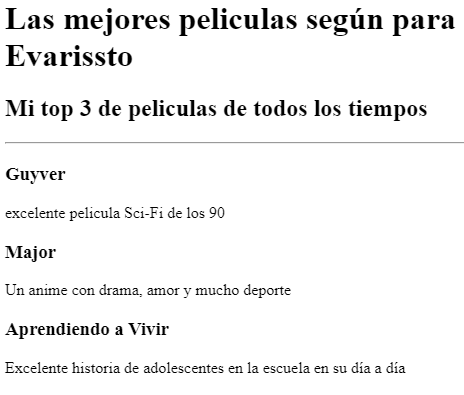 Las mejores peliculas según para
Evarissto
Mi top 3 de peliculas de todos los tiempos
Guyver
excelente pelicula Sci-Fi de los 90
Major
Un anime con drama, amor y mucho deporte
Aprendiendo a Vivir
Excelente historia de adolescentes en la escuela en su día a día